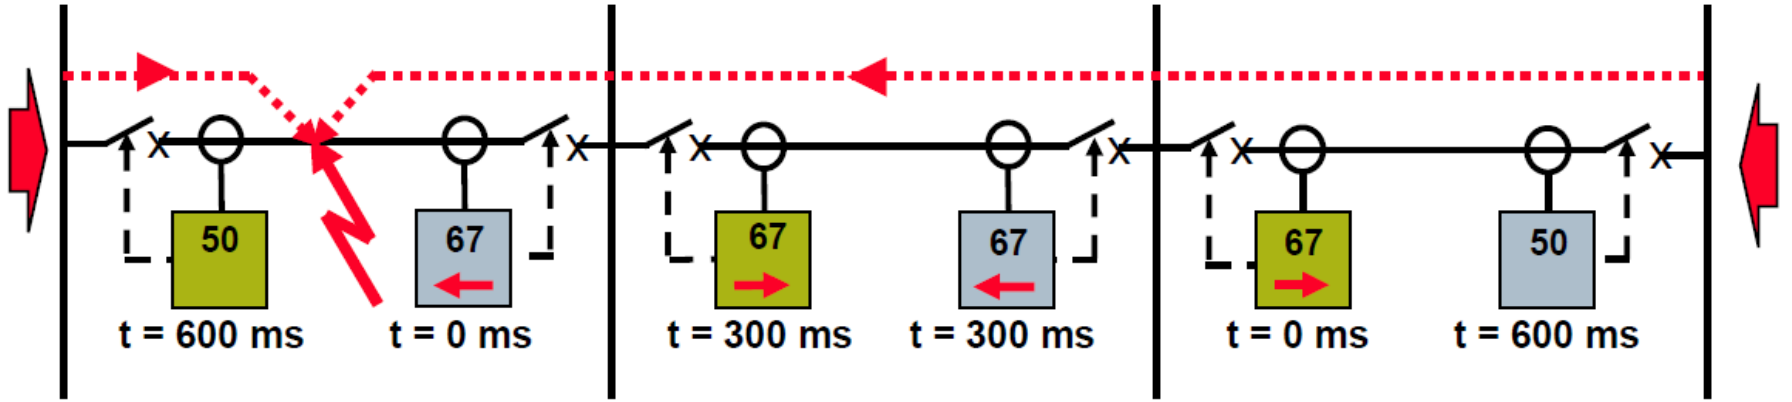 X X X X X X
50 67 67 67 67 50
t = 600 ms t = 0 ms t = 300 ms t = 300 ms t = 0 ms t = 600 ms